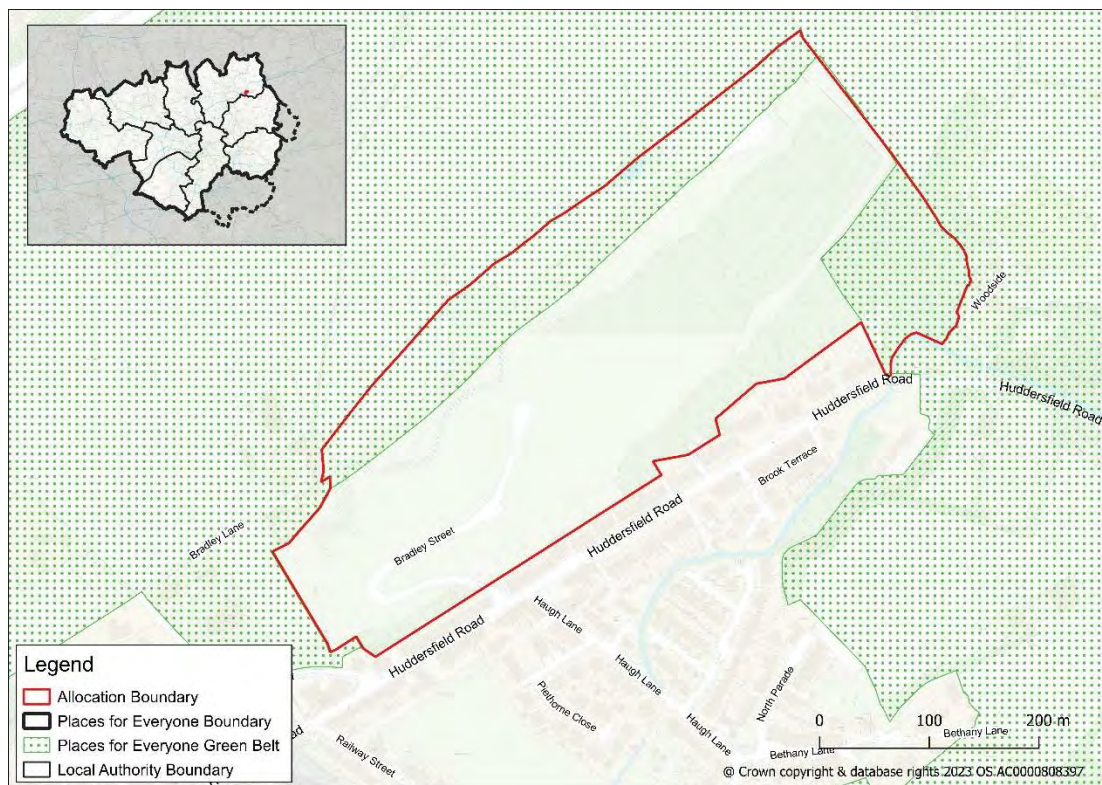 Woodside
Huddersfield Road
Huddersfield Road
Brook Terrace
Huddersfield Road
Bradley Lane
Bradley Street
Haugh Lane
Huddersfield Road
Haugh Lane
Plethorne Close
North Parade
Haugh Lane
Railway Street
Bethany Lane
Bethany Lane
0 100 200 m
Legend
Allocation Boundary
Places for Everyone Boundary
Places for Everyone Green Belt
Local Authority Boundary
@ Crown copyright & database rights 2023 OS AC0000808397